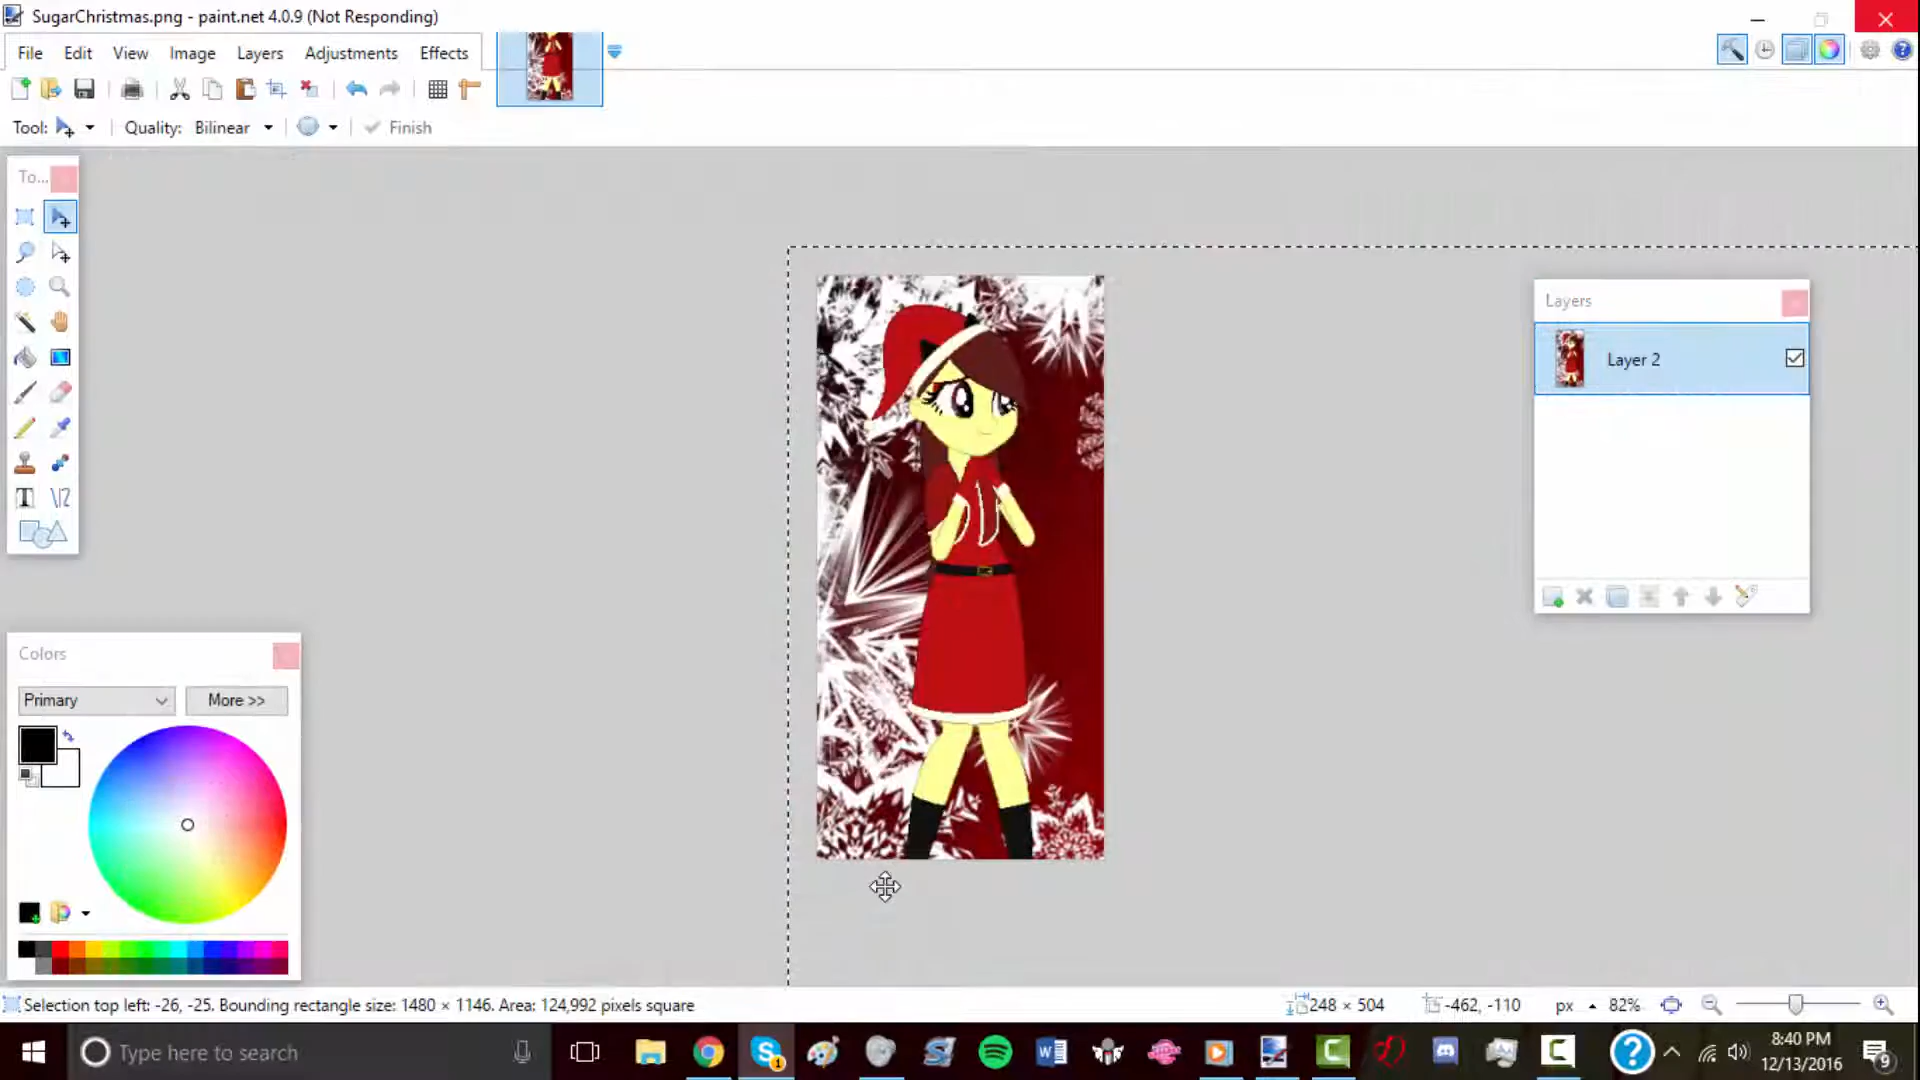 SugarChristmas.png - paint.net 4.0.9 (Not Responding)
File Edit View Image Layers Adjustments Effects
Tool: Quality: Bilinear Finish
To...
Layers
Layer 2
Colors
Primary More >>
Selection top left: -26, -25. Bounding rectangle size: 1480 × 1146. Area: 124,992 pixels square 248 × 504 -462, -110 px 82%
Type here to search
8:40 PM
12/13/2016
1
9